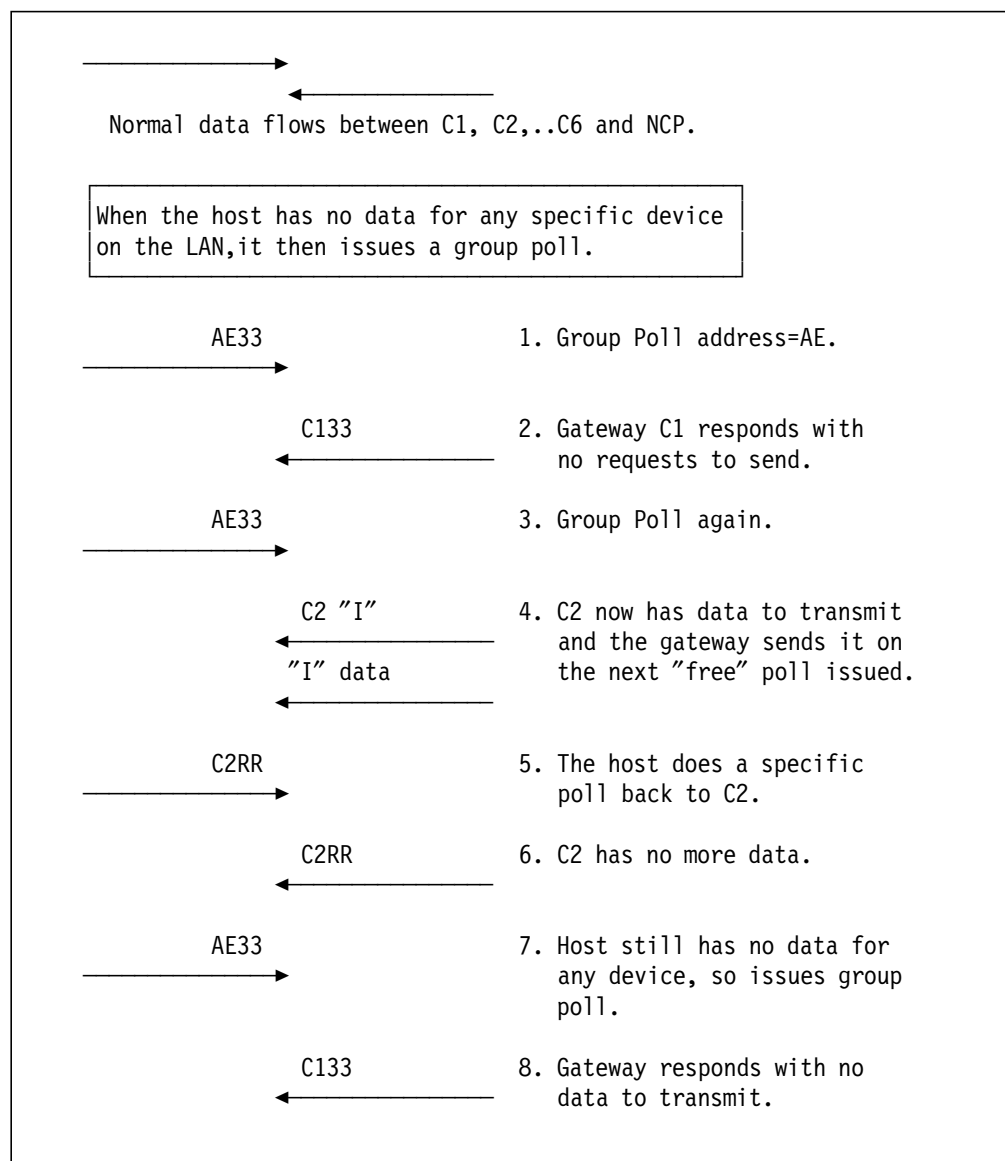 Normal data flows between C1, C2,..C6 and NCP.
When the host has no data for any specific device
on the LAN,it then issues a group poll.
AE33 1. Group Poll address=AE.
C133 2. Gateway C1 responds with
no requests to send.
AE33 3. Group Poll again.
C2 ″I″ 4. C2 now has data to transmit
and the gateway sends it on
″I″ data the next ″free″ poll issued.
C2RR 5. The host does a specific
poll back to C2.
C2RR 6. C2 has no more data.
AE33 7. Host still has no data for
any device, so issues group
poll.
C133 8. Gateway responds with no
data to transmit.